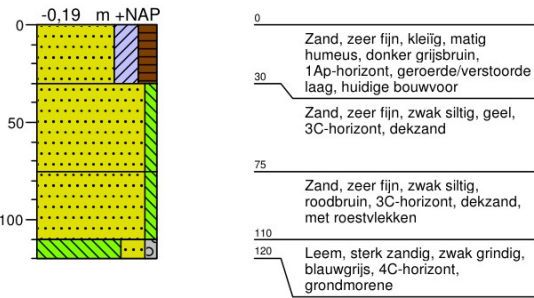 -0,19 m +NAP
0
50
100
0
Zand, zeer fijn, kleiïg, matig
humeus, donker grijsbruin,
1Ap-horizont, geroerde/verstoorde
laag, huidige bouwvoor
30
Zand, zeer fijn, zwak siltig, geel,
3C-horizont, dekzand
75
Zand, zeer fijn, zwak siltig,
roodbruin, 3C-horizont, dekzand,
met roestvlekken
110
120
Leem, sterk zandig, zwak grindig,
blauwgrijs, 4C-horizont,
grondmorene